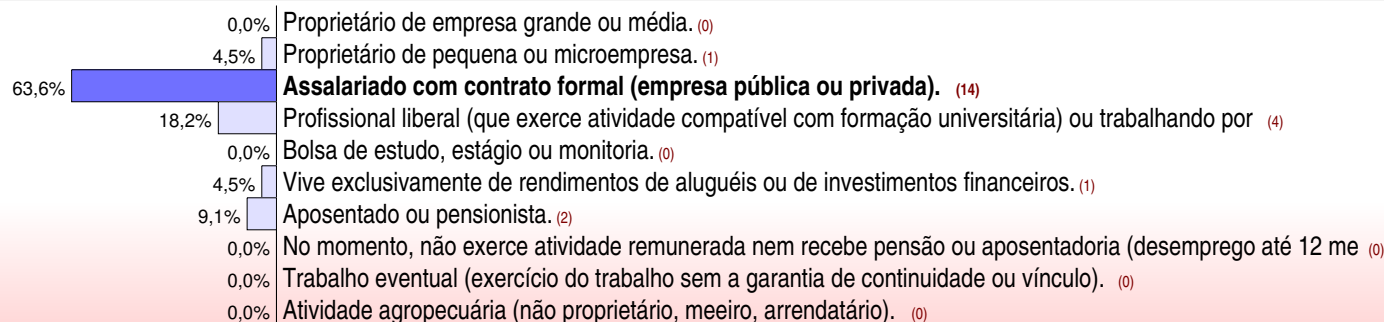 0,0% Proprietário de empresa grande ou média. (0)
4,5% Proprietário de pequena ou microempresa. (1)
63,6% Assalariado com contrato formal (empresa pública ou privada). (14)
18,2% Profissional liberal (que exerce atividade compatível com formação universitária) ou trabalhando por (4)
0,0% Bolsa de estudo, estágio ou monitoria. (0)
4,5% Vive exclusivamente de rendimentos de aluguéis ou de investimentos financeiros. (1)
9,1% Aposentado ou pensionista. (2)
0,0% No momento, não exerce atividade remunerada nem recebe pensão ou aposentadoria (desemprego até 12 me (0)
0,0% Trabalho eventual (exercício do trabalho sem a garantia de continuidade ou vínculo). (0)
0,0% Atividade agropecuária (não proprietário, meeiro, arrendatário). (0)